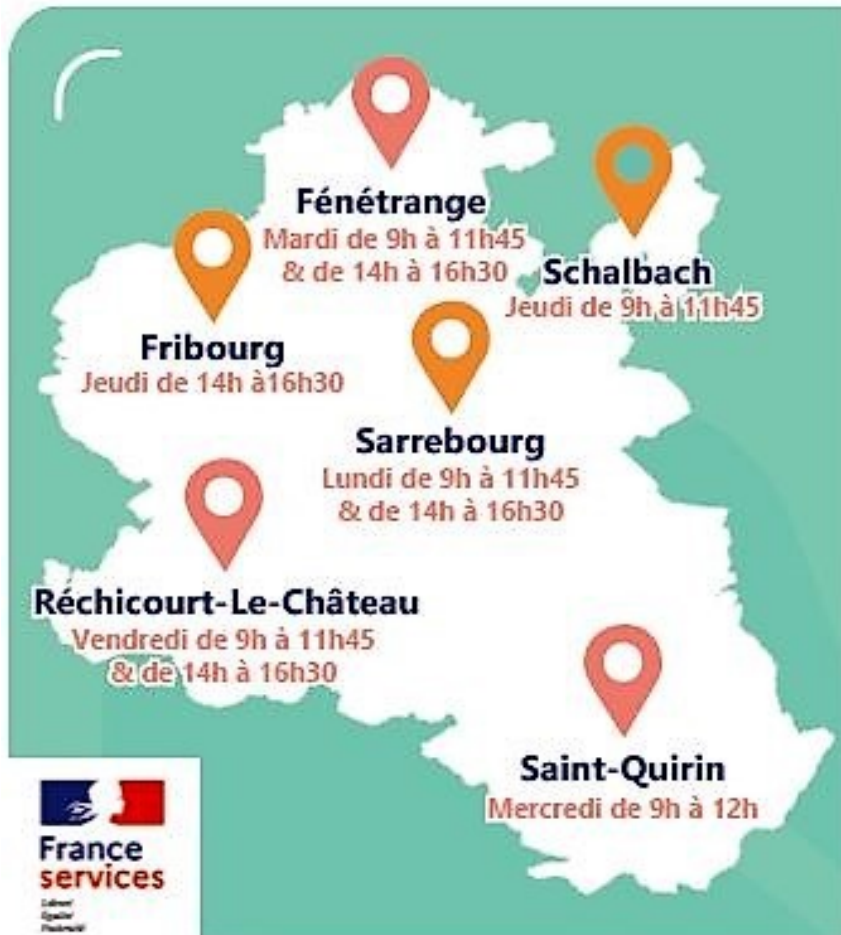 Fénétrange
Mardi de 9h à 11h45
& de 14h à 16h30
Schalbach
Jeudi de 9h à 11h45
Fribourg
Jeudi de 14h à16h30
Sarrebourg
Lundi de 9h à 11h45
& de 14h à 16h30
Réchicourt-Le-Château
Vendredi de 9h à 11h45
& de 14h à 16h30
Saint-Quirin
Mercredi de 9h à 12h
France
services